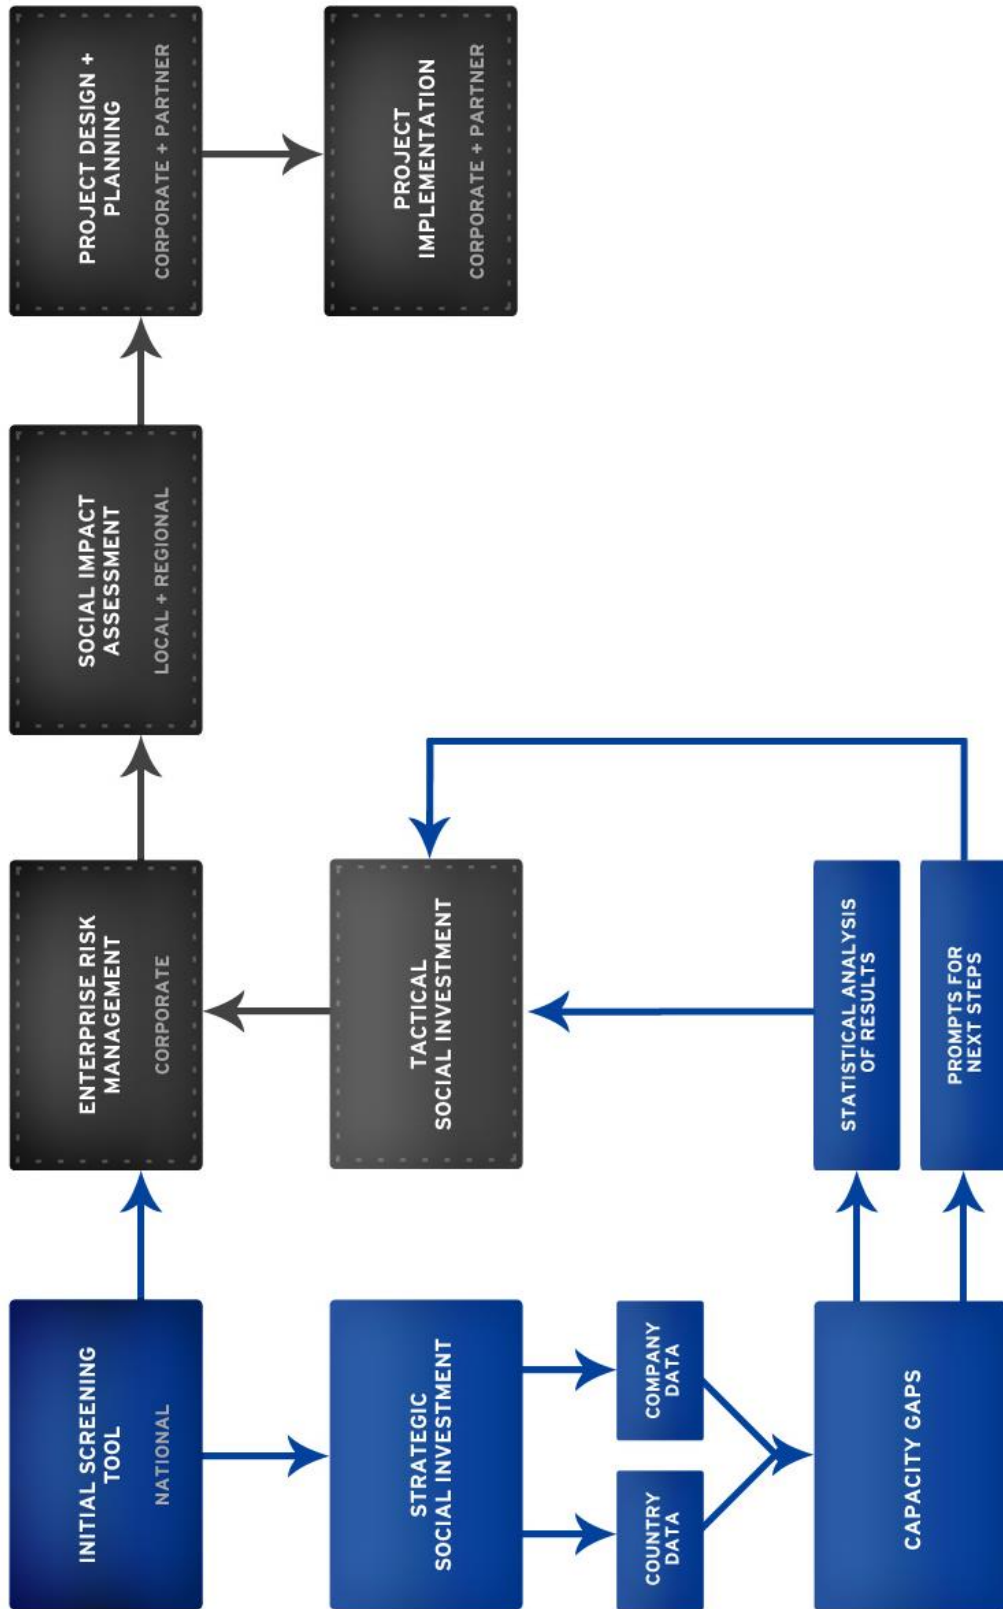 INITIAL SCREENING
TOOL
NATIONAL
ENTERPRISE RISK
MANAGEMENT
CORPORATE
SOCIAL IMPACT
ASSESSMENT
LOCAL + REGIONAL
PROJECT DESIGN +
PLANNING
CORPORATE + PARTNER
STRATEGIC
SOCIAL INVESTMENT
TACTICAL
SOCIAL INVESTMENT
PROJECT
IMPLEMENTATION
CORPORATE + PARTNER
COUNTRY
DATA
COMPANY
DATA
CAPACITY GAPS
STATISTICAL ANALYSIS
OF RESULTS
PROMPTS FOR
NEXT STEPS